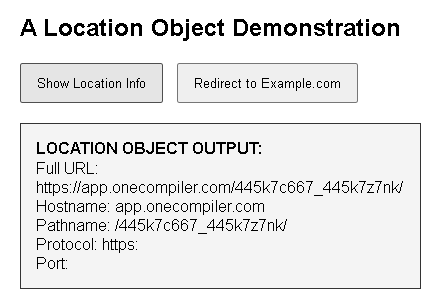 A Location Object Demonstration
Show Location Info
Redirect to Example.com
LOCATION OBJECT OUTPUT:
Full URL:
https://app.onecompiler.com/445k7c667_445k7z7nk/
Hostname: app.onecompiler.com
Pathname: /445k7c667_445k7z7nk/
Protocol: https:
Port: